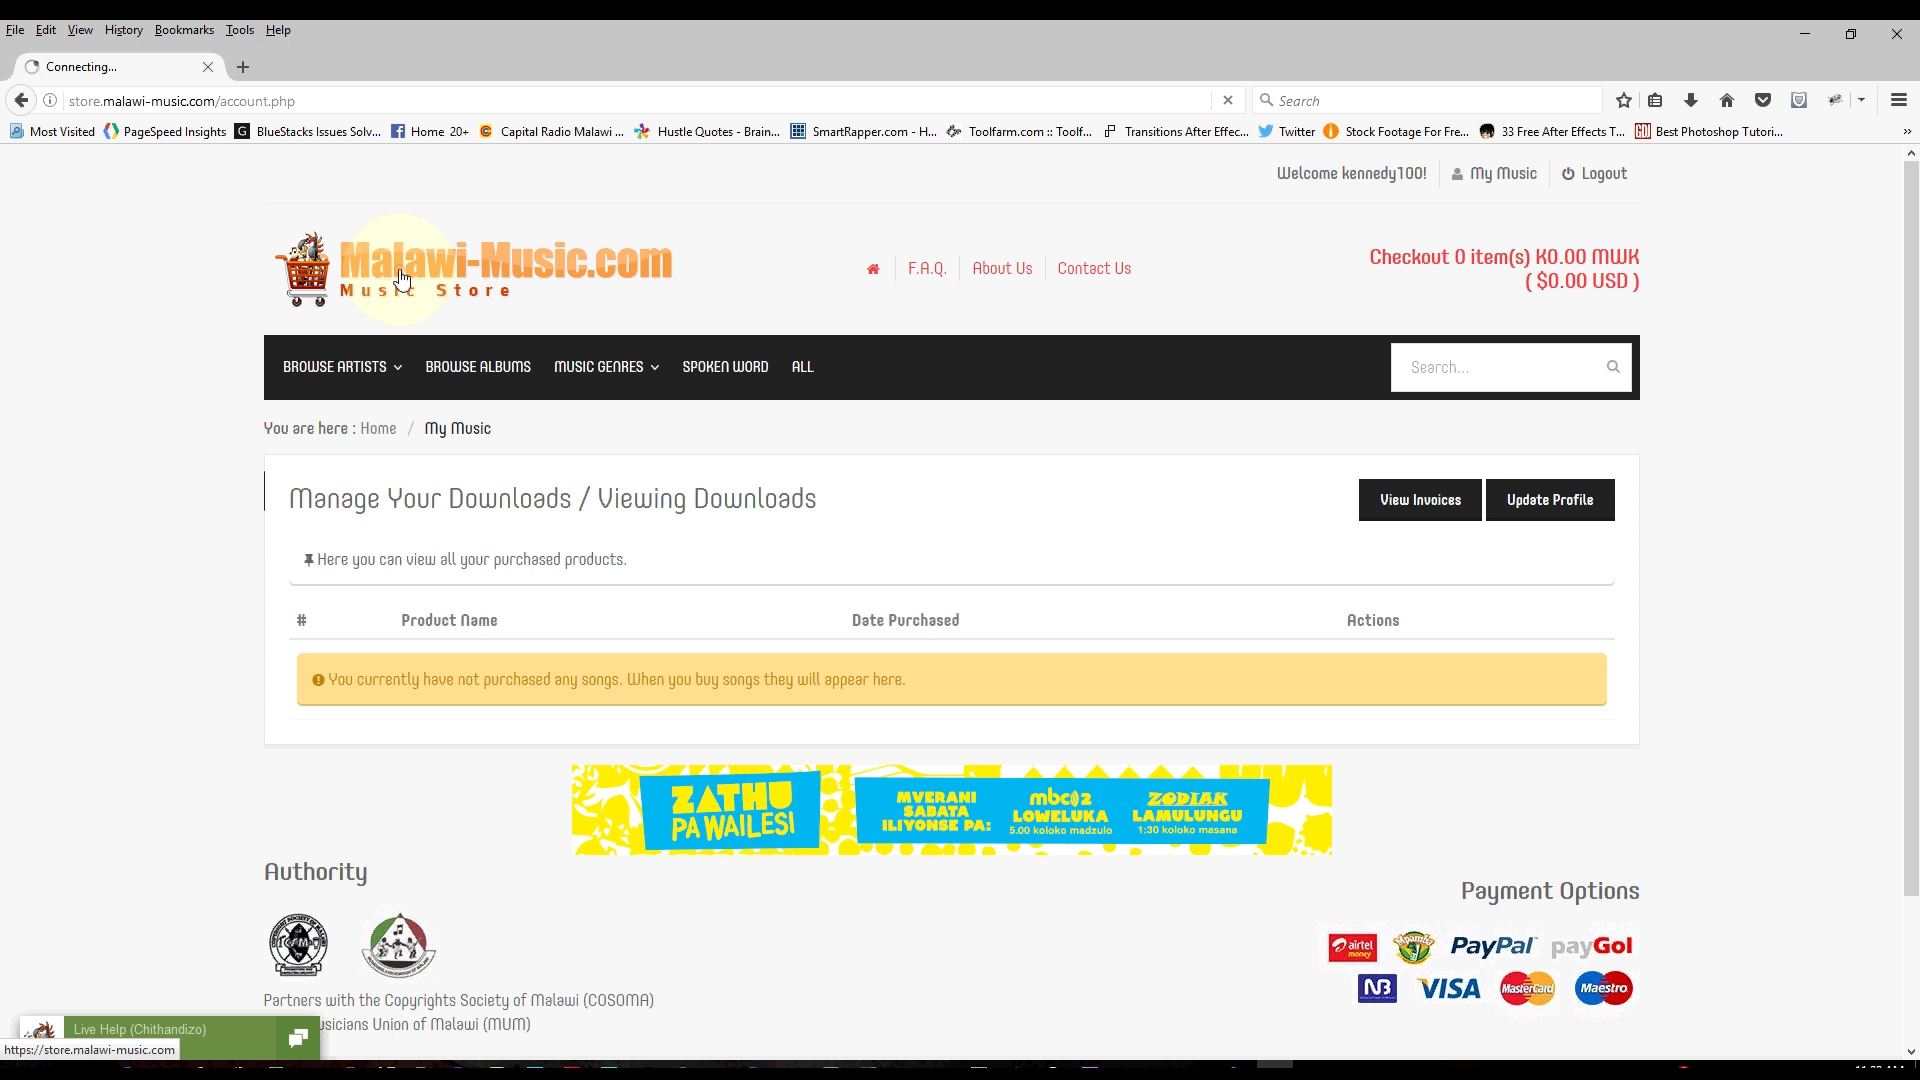 File Edit View History Bookmarks Tools Help
Connecting...
store.malawi-music.com/account.php
Search
Most Visited PageSpeed Insights BlueStacks Issues Solv... Home 20+ Capital Radio Malawi ... Hustle Quotes - Brain... SmartRapper.com - H... Toolfarm.com :: Toolf... Transitions After Effec... Twitter Stock Footage For Fre... 33 Free After Effects T... Best Photoshop Tutori...
Welcome kennedy100! My Music Logout
Malawi-Music.com
Music Store
F.A.Q. About Us Contact Us
Checkout 0 item(s) K0.00 MWK
( $0.00 USD )
BROWSE ARTISTS BROWSE ALBUMS MUSIC GENRES SPOKEN WORD ALL
Search...
You are here : Home / My Music
Manage Your Downloads / Viewing Downloads
View Invoices Update Profile
Here you can view all your purchased products.
# Product Name Date Purchased Actions
You currently have not purchased any songs. When you buy songs they will appear here.
ZATHU
PA WAILESI
MVERANI
SABATA
ILIYONSE PA:
mbc 2
LOWELUKA
5.00 koloko madzulo
ZODIAK
LAMULUNGU
1:30 koloko masana
Authority
Payment Options
airtel
money
Mpamba
PayPal
payGol
NB
VISA
MasterCard
Maestro
Partners with the Copyrights Society of Malawi (COSOMA)
usicians Union of Malawi (MUM)
Live Help (Chithandizo)
https://store.malawi-music.com